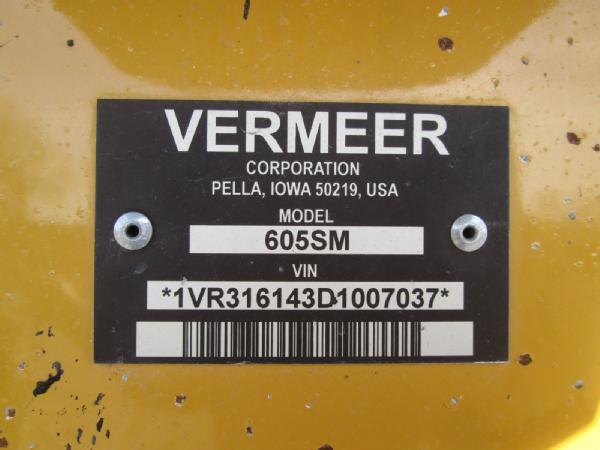 VERMEER
CORPORATION
PELLA, IOWA 50219, USA
MODEL
605SM
VIN
*1VR316143D1007037*